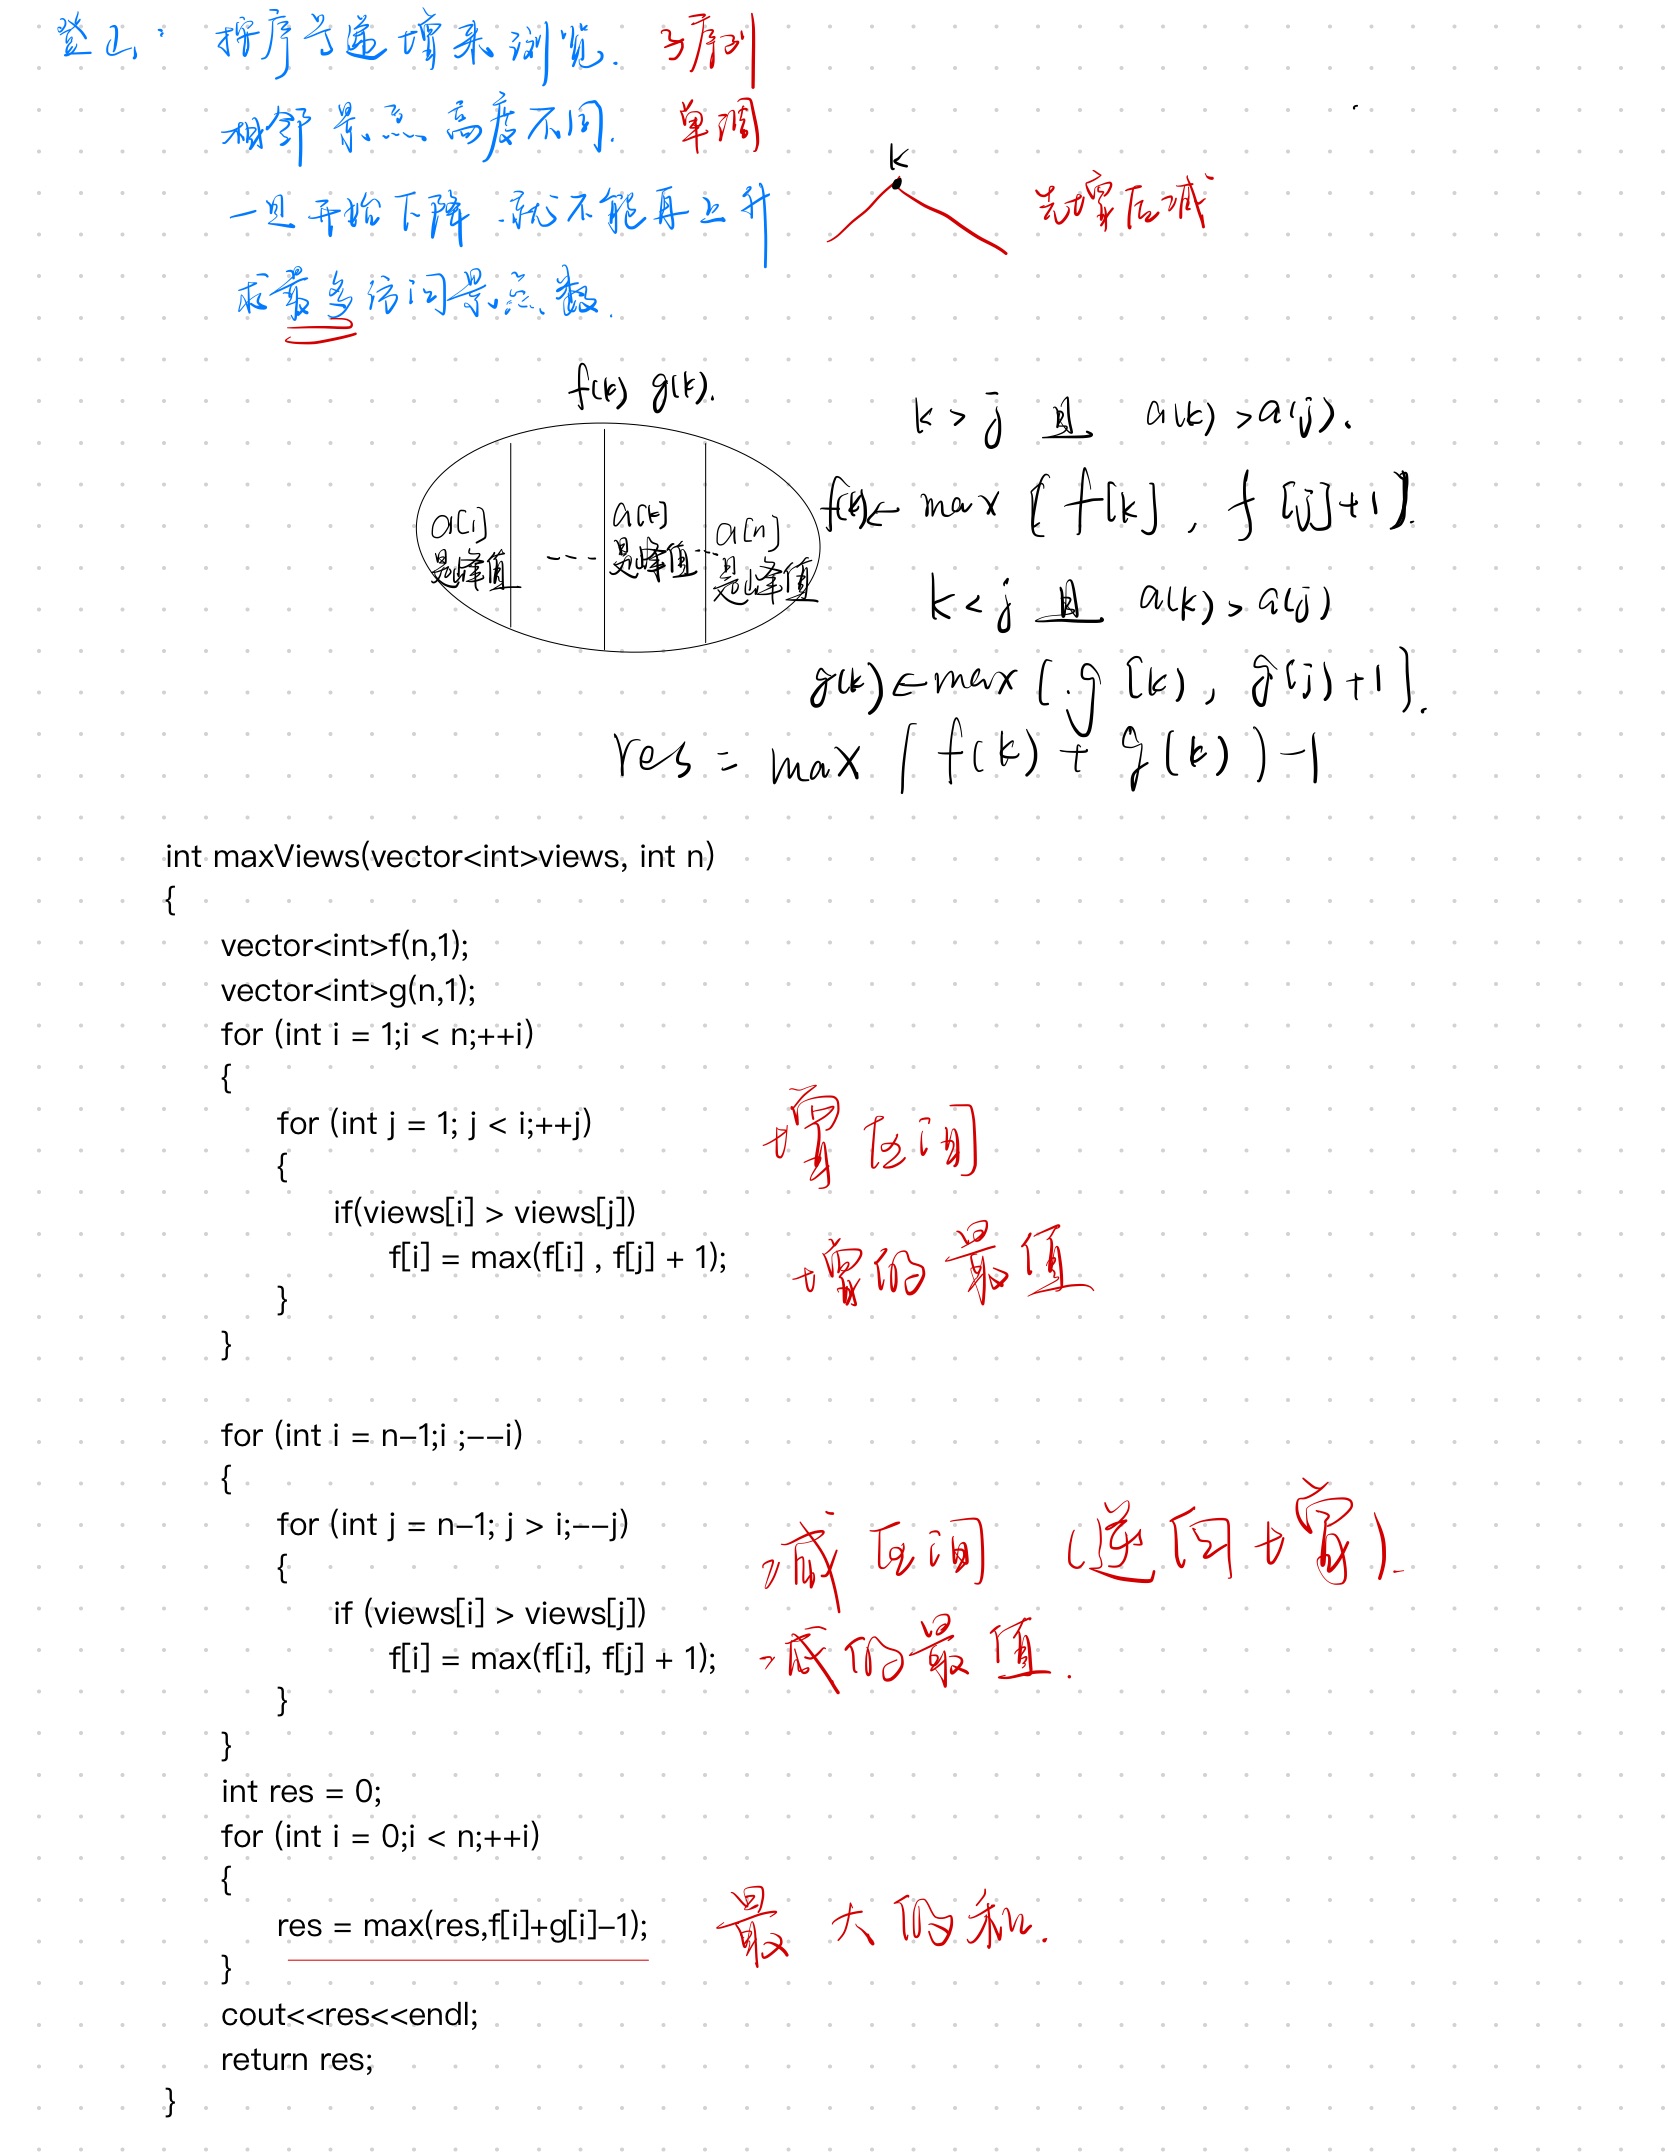 登山: 按序号递增来浏览. 子序列
相邻景点高度不同. 单调
K
一旦开始下降 就不能再上升 先增后减
求最多访问景点数.
f(k) g(k).
k > j 且 a(k) > a(j).
a[1] 是峰值 --- a[k] 是峰值 --- a[n] 是峰值
f(k) ← max [f[k], f[j]+1].
k < j 且 a(k) > a(j)
g(k) ← max [g[k), g(j)+1].
res = max (f(k) + g(k)) -1
int maxViews(vector<int>views, int n)
{
vector<int>f(n,1);
vector<int>g(n,1);
for (int i = 1;i < n;++i)
{
for (int j = 1; j < i;++j) 增区间
{
if(views[i] > views[j])
f[i] = max(f[i] , f[j] + 1); 增的最值
}
}
for (int i = n-1;i ;--i)
{
for (int j = n-1; j > i;--j) 减区间 (逆向增).
{
if (views[i] > views[j])
f[i] = max(f[i], f[j] + 1); 减的最值.
}
}
int res = 0;
for (int i = 0;i < n;++i)
{
res = max(res,f[i]+g[i]-1); 最大的和.
}
cout<<res<<endl;
return res;
}